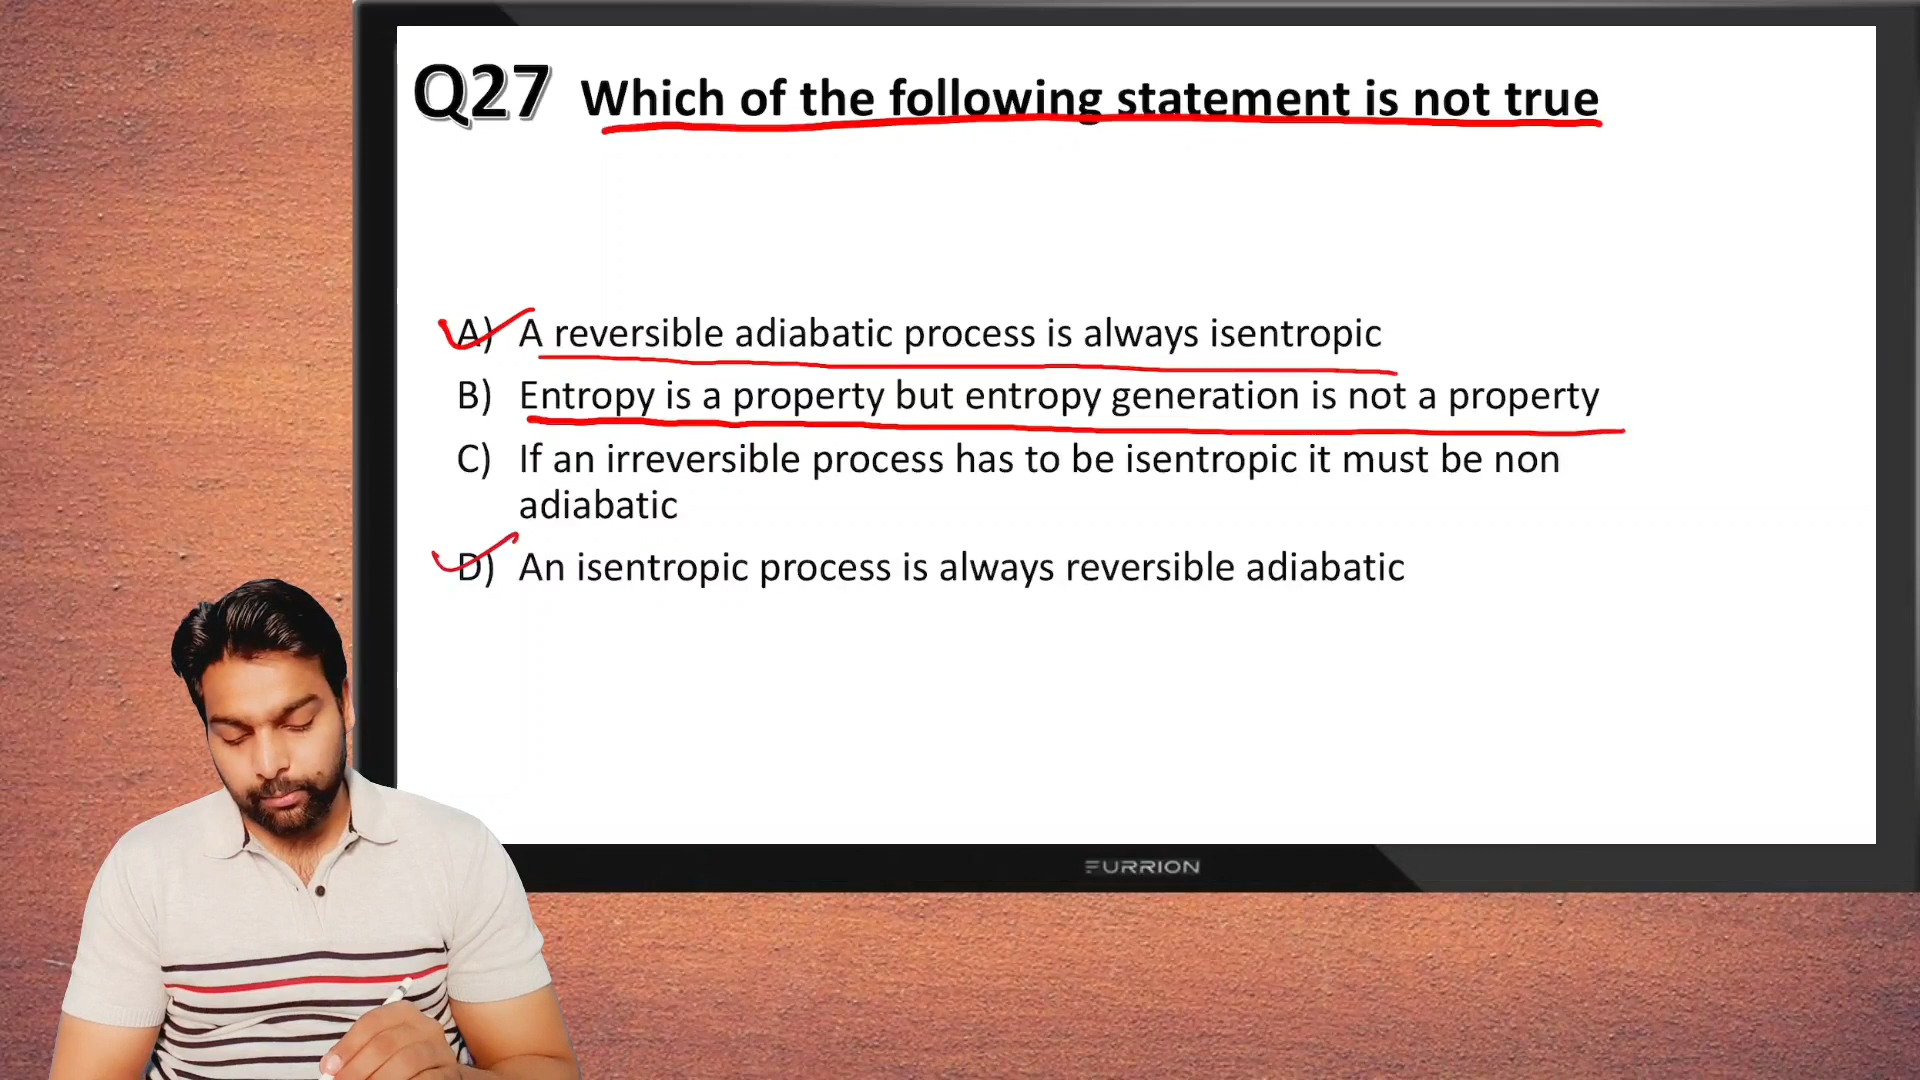 Q27 Which of the following statement is not true
A) A reversible adiabatic process is always isentropic
B) Entropy is a property but entropy generation is not a property
C) If an irreversible process has to be isentropic it must be non
adiabatic
D) An isentropic process is always reversible adiabatic
FURRION